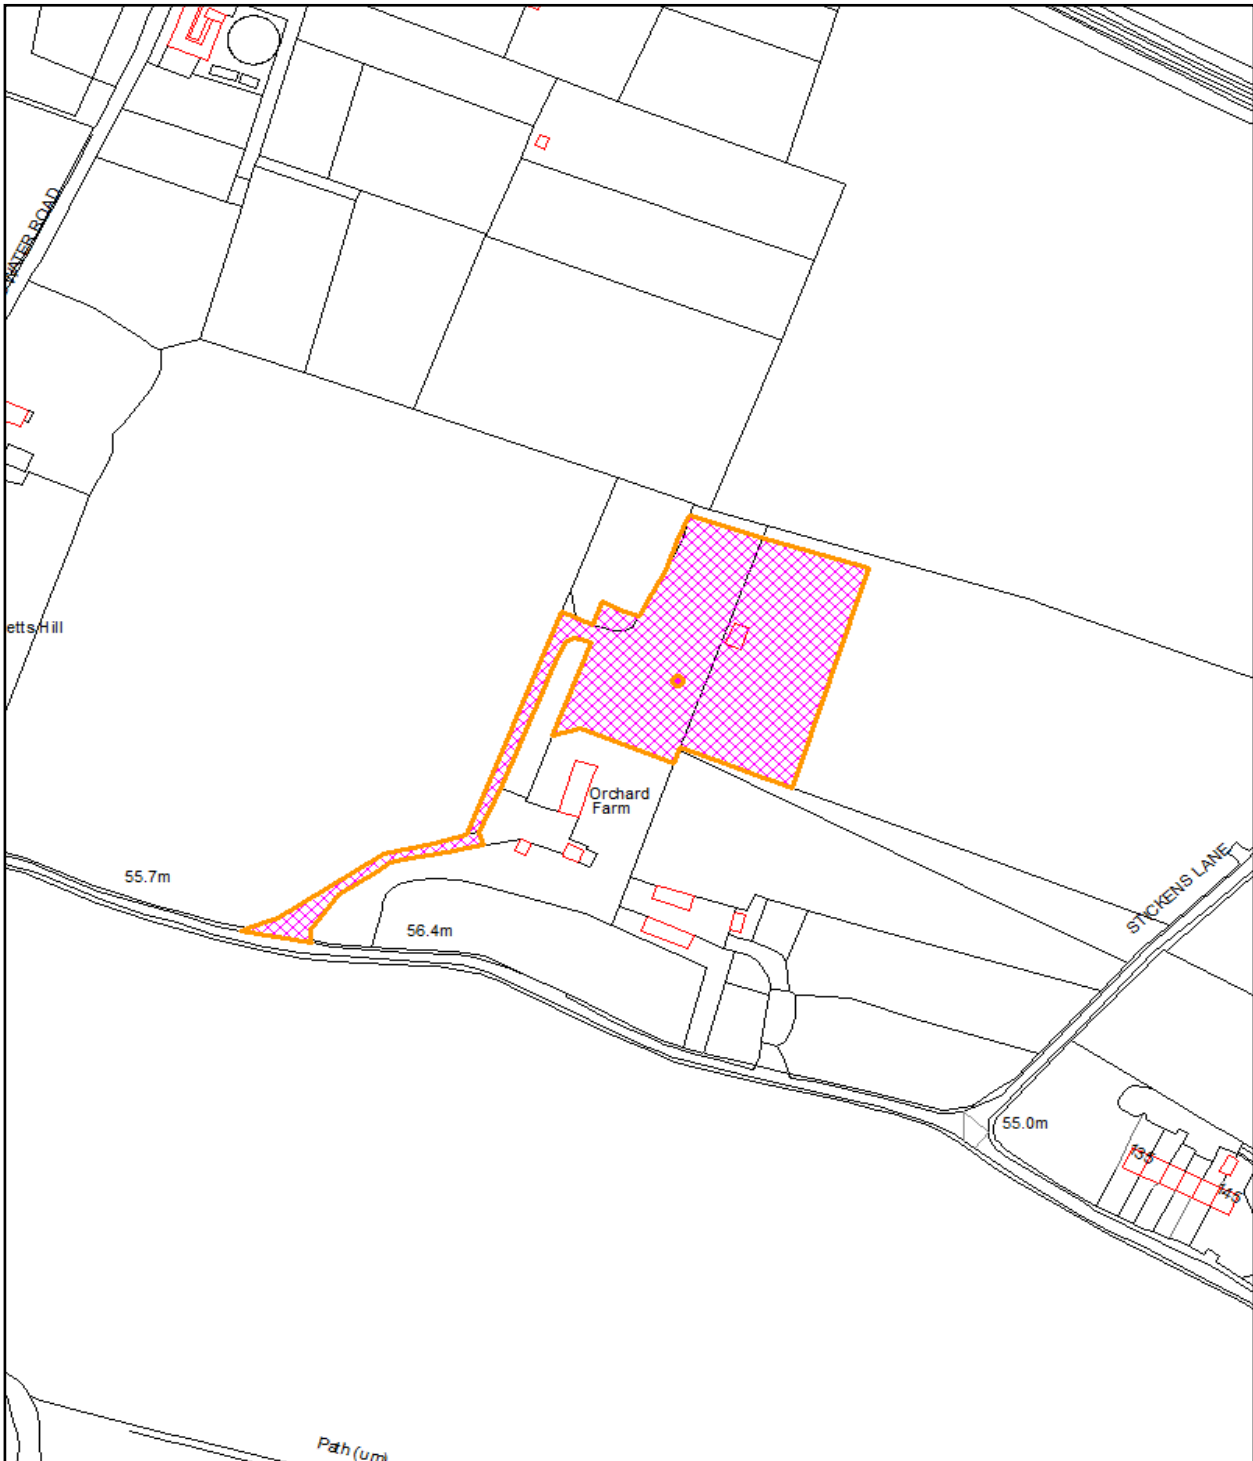 WATER ROAD
etts Hill
Orchard
Farm
55.7m
STICKENS LANE
56.4m
55.0m
135
145
Path (um)